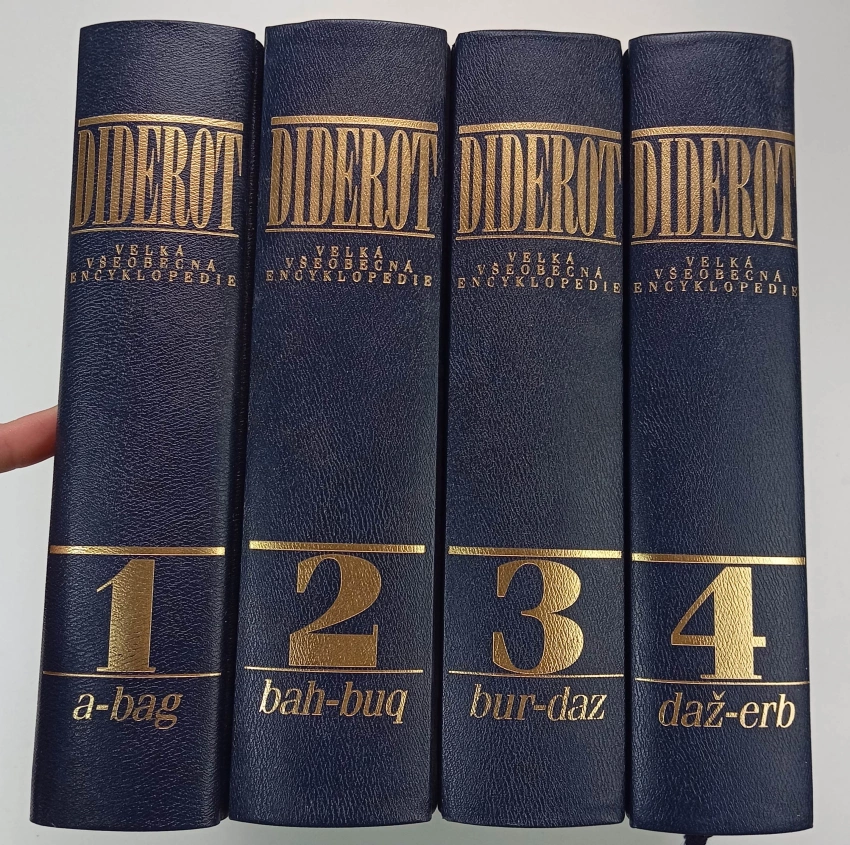 DIDEROT
VELKÁ
VŠEOBECNÁ
ENCYKLOPEDIE
1
a-bag
DIDEROT
VELKÁ
VŠEOBECNÁ
ENCYKLOPEDIE
2
bah-buq
DIDEROT
VELKÁ
VŠEOBECNÁ
ENCYKLOPEDIE
3
bur-daz
DIDEROT
VELKÁ
VŠEOBECNÁ
ENCYKLOPEDIE
4
daž-erb